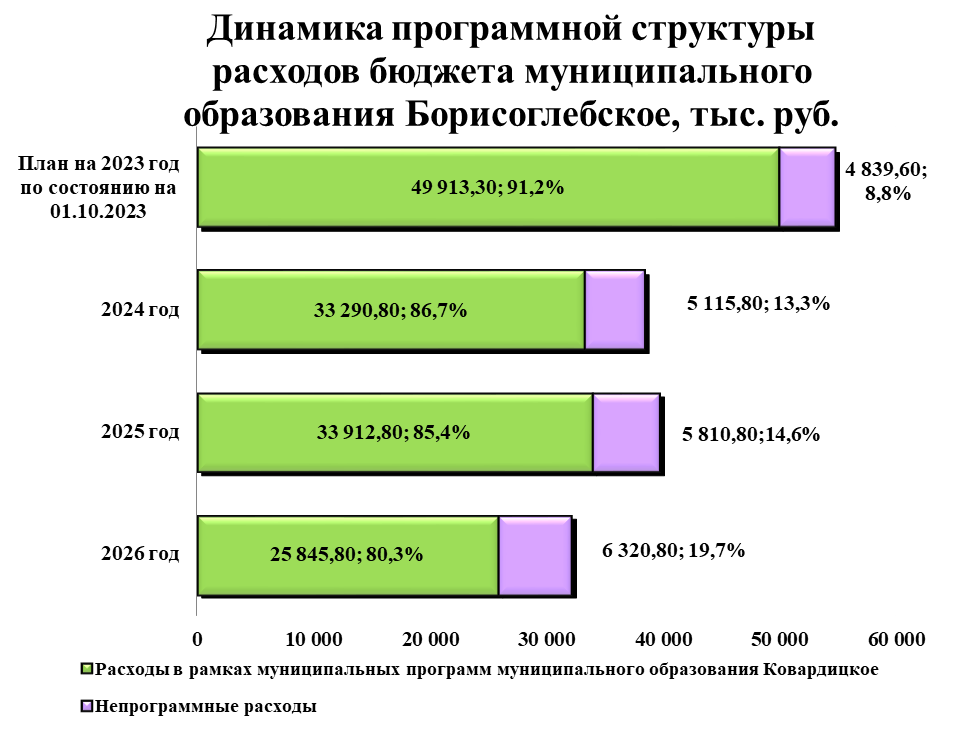 Динамика программной структуры
расходов бюджета муниципального
образования Борисоглебское, тыс. руб.
План на 2023 год
по состоянию на
01.10.2023
49 913,30; 91,2%
4 839,60;
8,8%
2024 год
33 290,80; 86,7%
5 115,80; 13,3%
2025 год
33 912,80; 85,4%
5 810,80;14,6%
2026 год
25 845,80; 80,3%
6 320,80; 19,7%
0 10 000 20 000 30 000 40 000 50 000 60 000
Расходы в рамках муниципальных программ муниципального образования Ковардицкое
Непрограммные расходы